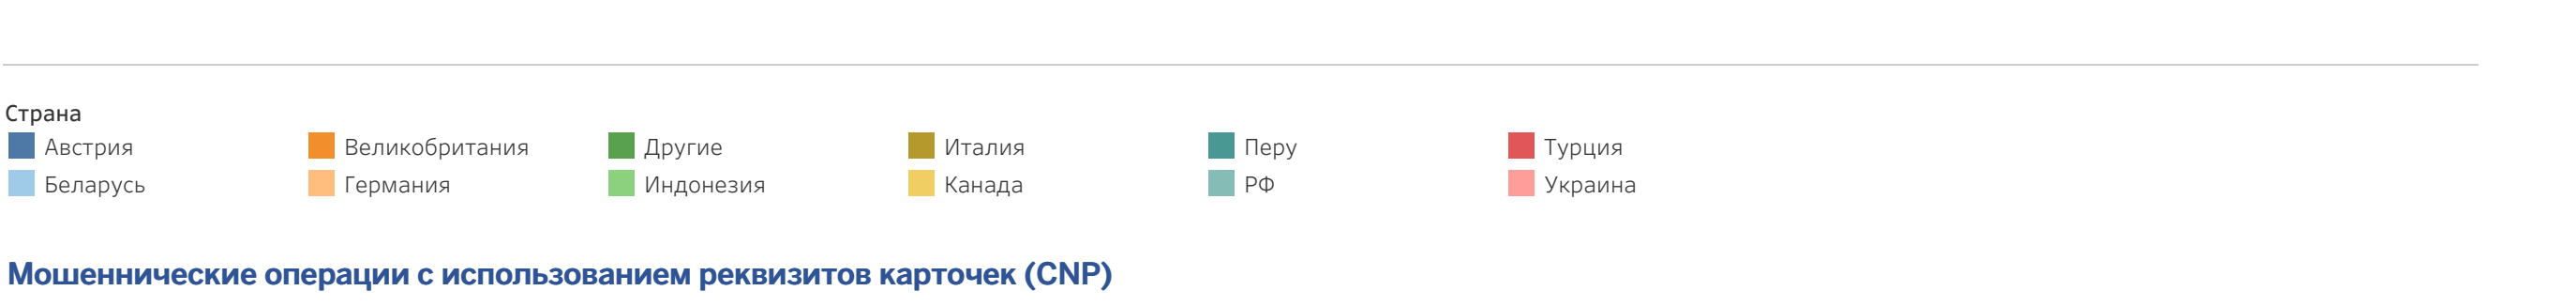 Страна
Австрия Великобритания Другие Италия Перу Турция
Беларусь Германия Индонезия Канада РФ Украина
Мошеннические операции с использованием реквизитов карточек (CNP)